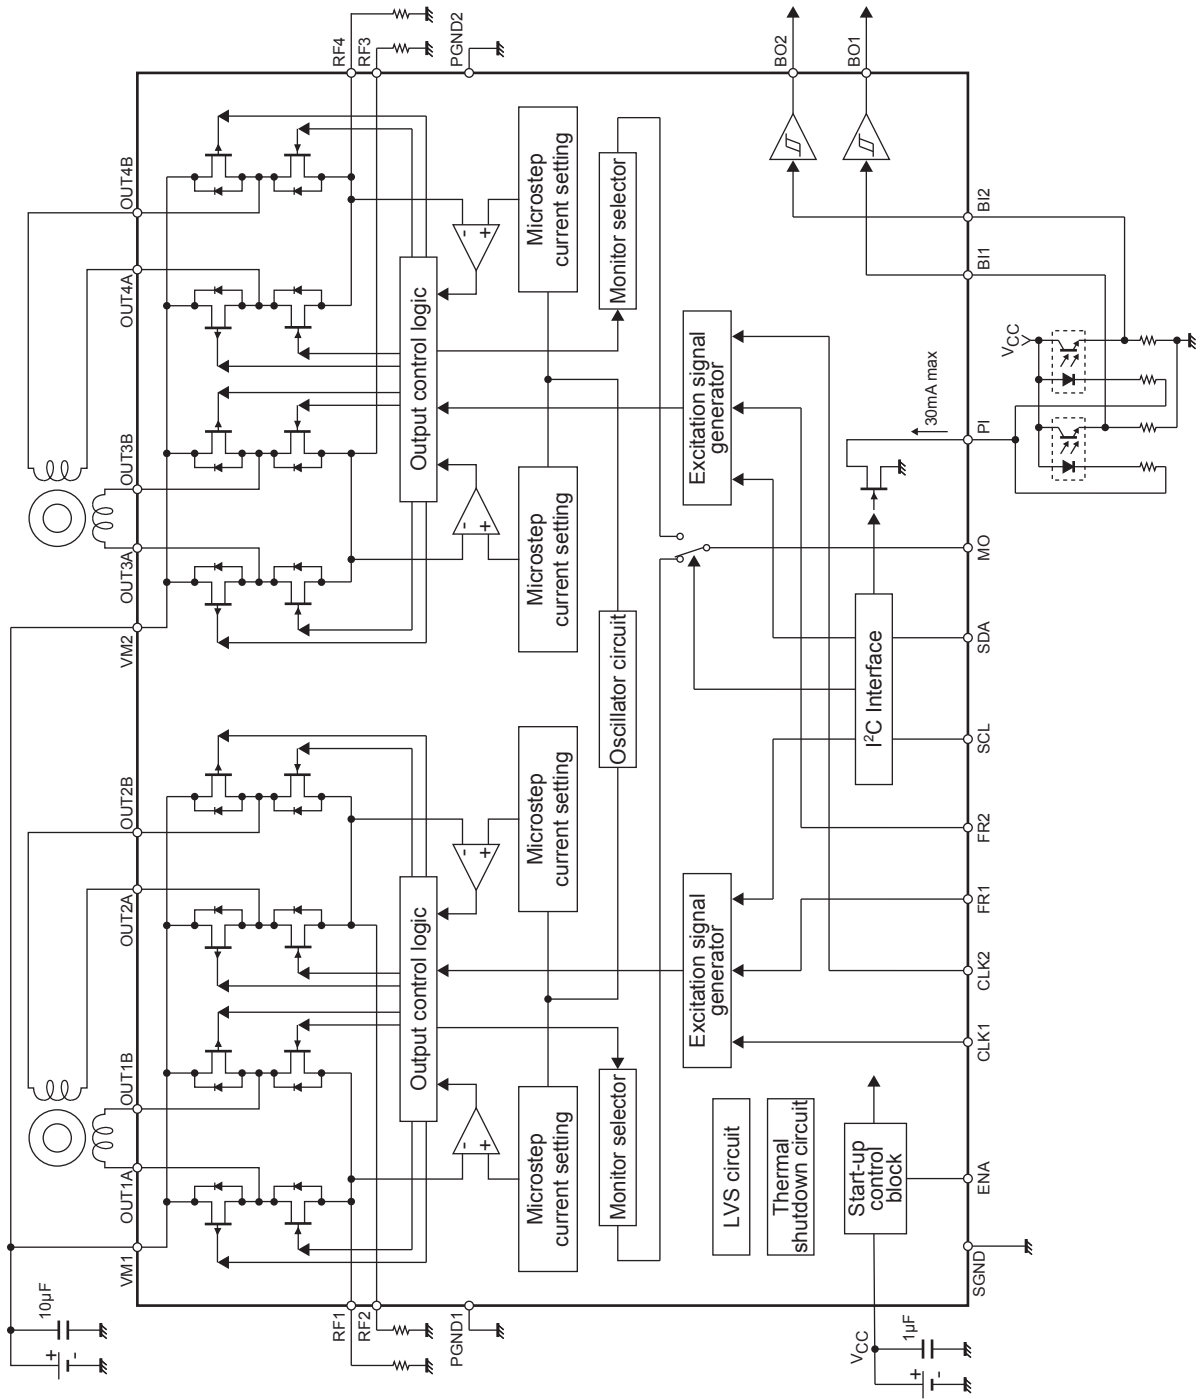 OUT4B
OUT4A
OUT3B
OUT3A
VM2
OUT2B
OUT2A
OUT1B
OUT1A
VM1
10µF
+
-
RF4
RF3
PGND2
BO2
BO1
Output control logic
-
+
-
+
Microstep
current setting
Microstep
current setting
Monitor selector
Excitation signal
generator
Oscillator circuit
Output control logic
-
+
-
+
Microstep
current setting
Microstep
current setting
Monitor selector
Excitation signal
generator
I²C Interface
LVS circuit
Thermal
shutdown circuit
Start-up
control
block
BI2
BI1
VCC
30mA max
PI
MO
SDA
SCL
FR2
FR1
CLK2
CLK1
ENA
SGND
RF1
RF2
PGND1
VCC
1µF
+
-